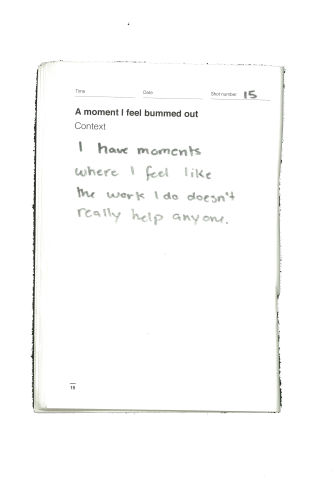 Time Date Shot number 15
A moment I feel bummed out
Context
I have moments
where I feel like
the work I do doesn't
really help anyone.
19